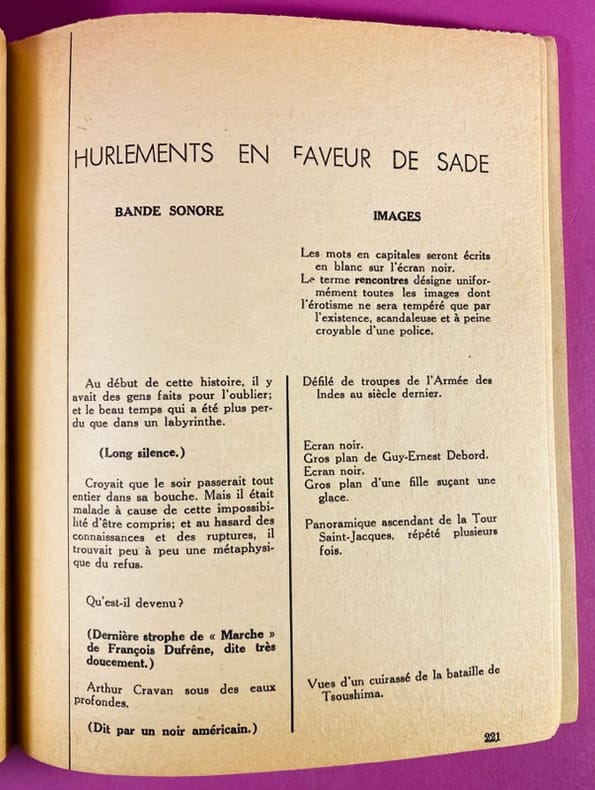 HURLEMENTS EN FAVEUR DE SADE
BANDE SONORE
Au début de cette histoire, il y
avait des gens faits pour l'oublier;
et le beau temps qui a été plus per-
du que dans un labyrinthe.
(Long silence.)
Croyait que le soir passerait tout
entier dans sa bouche. Mais il était
malade à cause de cette impossibi-
lité d'être compris; et au hasard des
connaissances et des ruptures, il
trouvait peu à peu une métaphysi-
que du refus.
Qu'est-il devenu?
(Dernière strophe de « Marche »
de François Dufrêne, dite très
doucement.)
Arthur Cravan sous des eaux
profondes.
(Dit par un noir américain.)
IMAGES
Les mots en capitales seront écrits
en blanc sur l'écran noir.
Le terme rencontres désigne unifor-
mément toutes les images dont
l'érotisme ne sera tempéré que par
l'existence, scandaleuse et à peine
croyable d'une police.
Défilé de troupes de l'Armée des
Indes au siècle dernier.
Ecran noir.
Gros plan de Guy-Ernest Debord.
Ecran noir.
Gros plan d'une fille suçant une
glace.
Panoramique ascendant de la Tour
Saint-Jacques, répété plusieurs
fois.
Vues d'un cuirassé de la bataille de
Tsoushima.
221